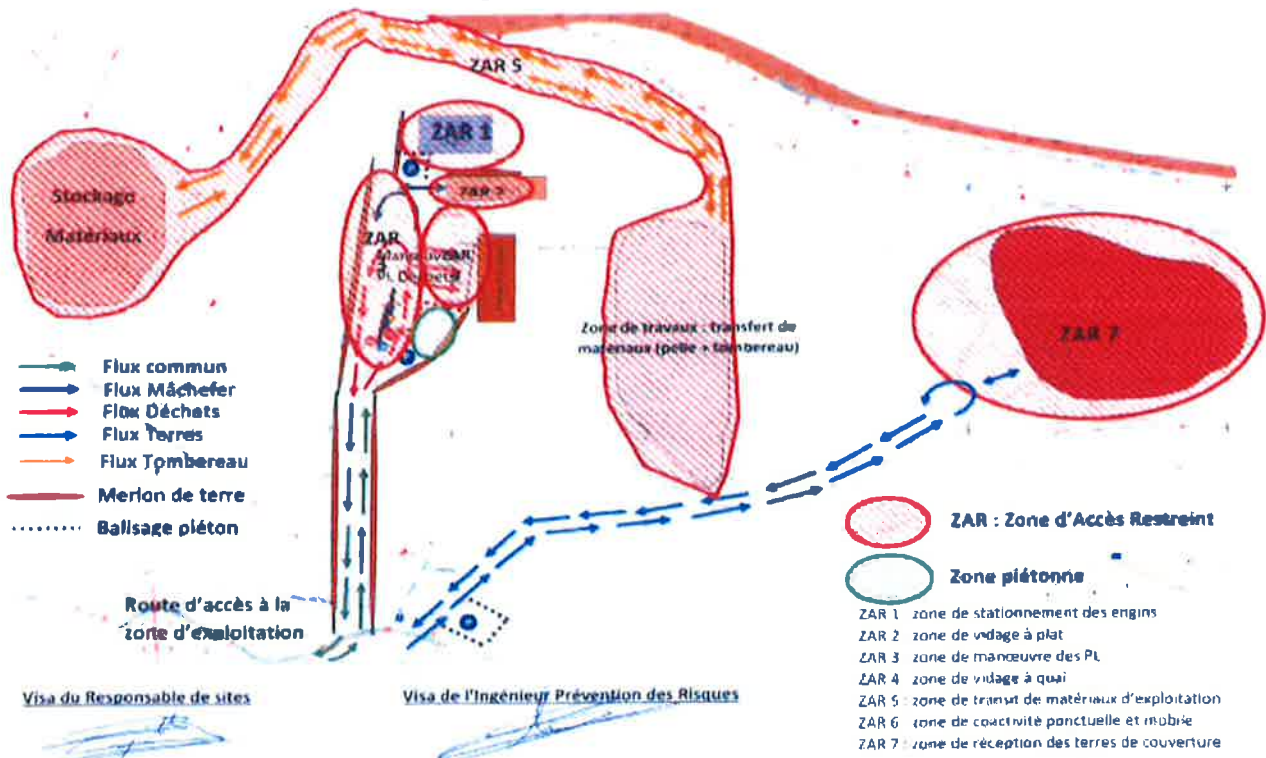 ZAR 5
ZAR 1
ZAR 2
Stockage
Matériaux
ZAR
ZAR
PL Déchets
Zone de travaux : transfert de
matériaux (pelle + tombereau)
ZAR 7
Flux commun
Flux Mâchefer
Flux Déchets
Flux Terres
Flux Tombereau
Merlon de terre
Balisage piéton
Route d'accès à la
zone d'exploitation
ZAR : Zone d'Accès Restreint
Zone piétonne
ZAR 1 zone de stationnement des engins
ZAR 2 zone de vidage à plat
ZAR 3 zone de manœuvre des PL
ZAR 4 zone de vidage à quai
ZAR 5 : zone de transit de matériaux d'exploitation
ZAR 6 zone de coactivité ponctuelle et mobile
ZAR 7 : zone de réception des terres de couverture
Visa du Responsable de sites
Visa de l'Ingénieur Prévention des Risques